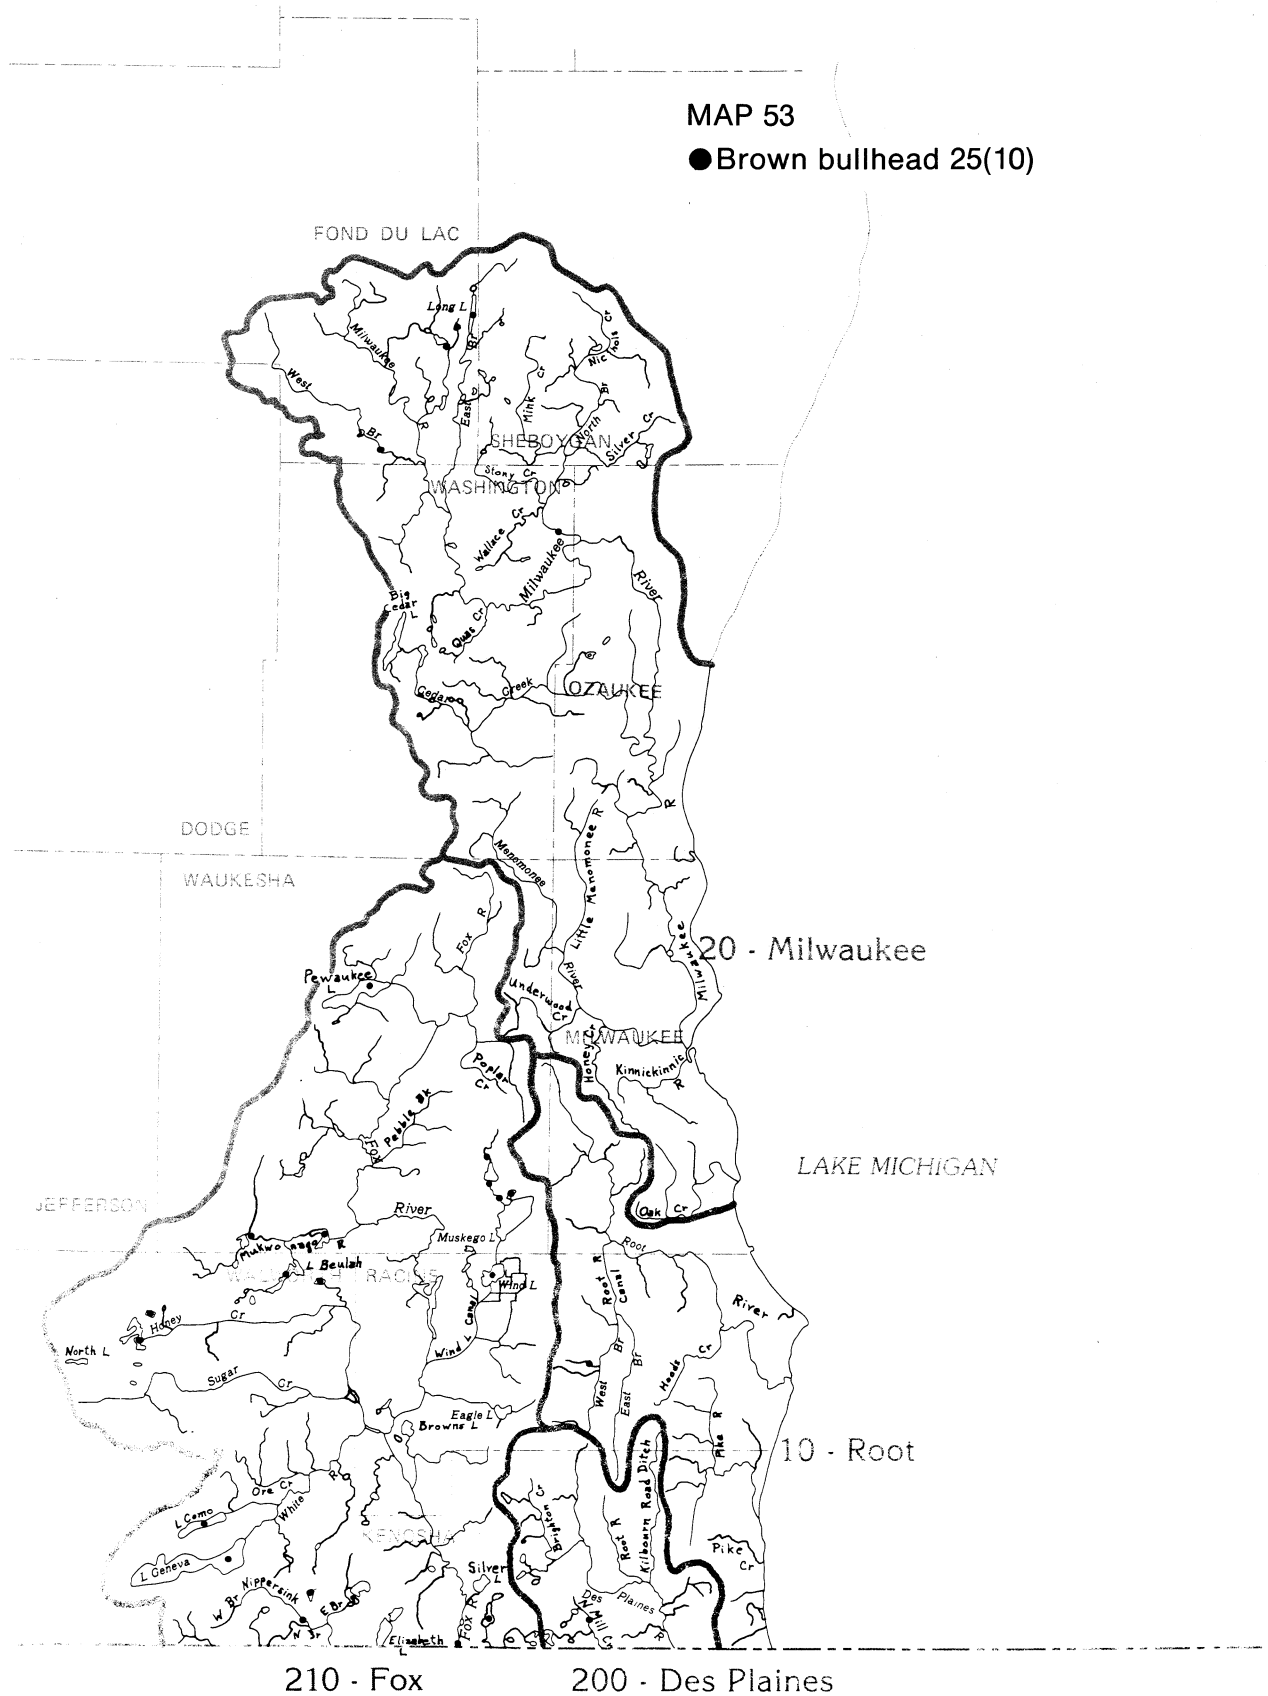 MAP 53
● Brown bullhead 25(10)
FOND DU LAC
Long L
Milwaukee
R
East
Br
West
Br
Mink
Cr
Nichols
Cr
North
Br
Silver
Cr
SHEBOYGAN
Stony Cr
WASHINGTON
Wallace
Cr
Milwaukee
River
Big
Cedar
L
Quas Cr
Cedar
Creek
OZAUKEE
R
DODGE
WAUKESHA
Menomonee
Little Menomonee R
Fox
R
20 - Milwaukee
Milwaukee
Pewaukee
L
River
Underwood
Cr
MILWAUKEE
Honey Cr
Kinnickinnic
R
Poplar
Cr
Pebble Bk
Fox
LAKE MICHIGAN
JEFFERSON
River
Oak Cr
Muskego L
Mukwonago R
Root
L Beulah
WALWORTH
RACINE
Wind L
Root R
Canal
River
Honey
Cr
Wind L Canal
North L
Sugar
Cr
West
Br
East
Br
Hoods
Cr
Eagle L
Browns L
Pike R
10 - Root
Ore Cr
White
R
L Como
Brighton
Cr
Root R
Kilbourn Road Ditch
KENOSHA
Pike
Cr
L Geneva
Silver
L
Nippersink
W Br
E Br
N Br
Des
Plaines
R
Mill Cr
Fox R
Elizabeth
L
210 - Fox
200 - Des Plaines